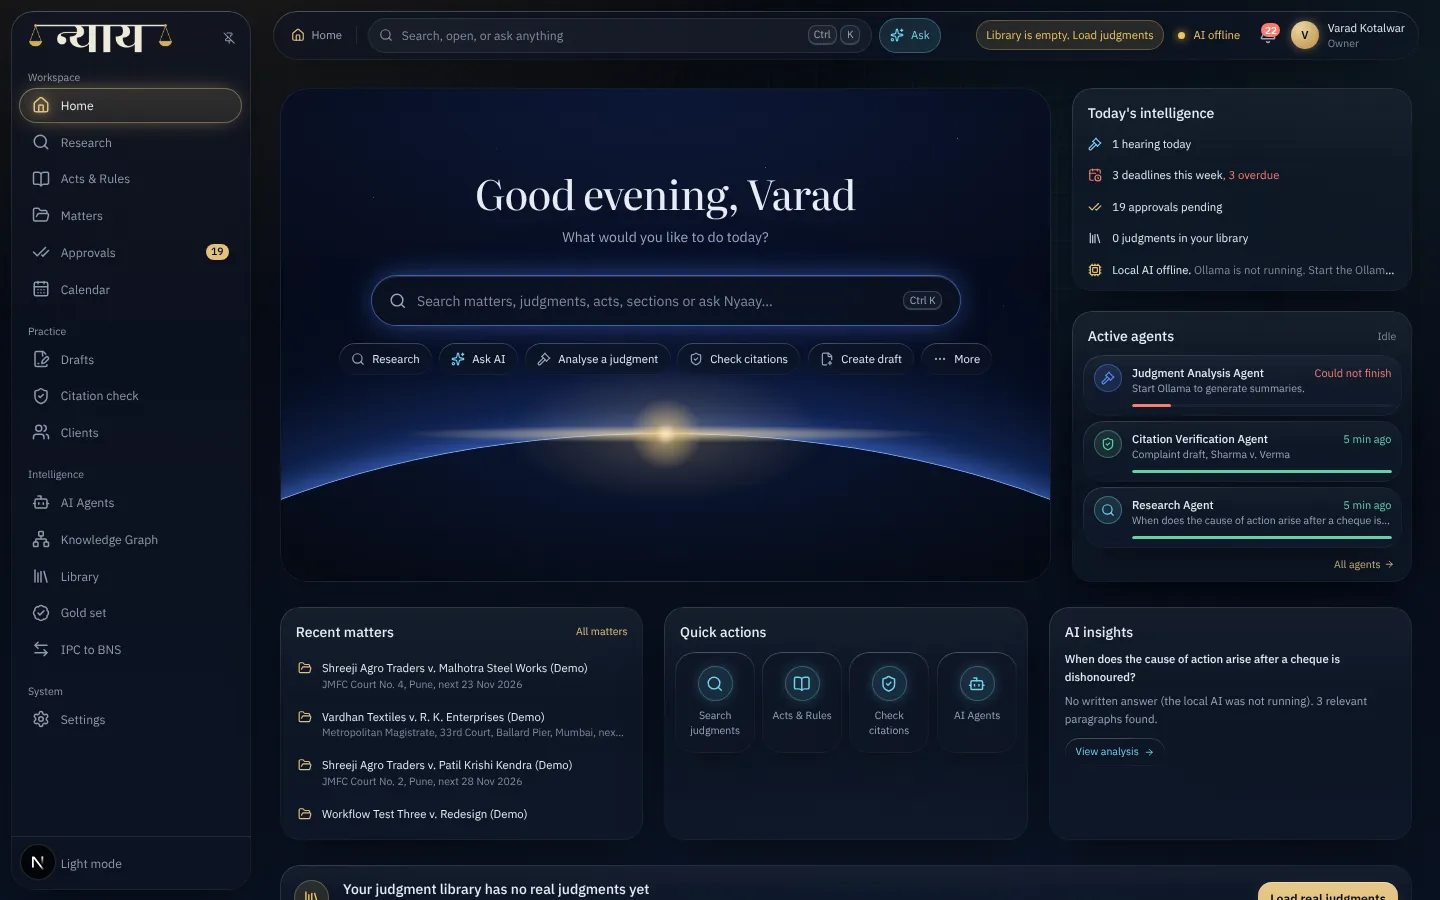 न्याय
Workspace
Home
Research
Acts & Rules
Matters
Approvals 19
Calendar
Practice
Drafts
Citation check
Clients
Intelligence
AI Agents
Knowledge Graph
Library
Gold set
IPC to BNS
System
Settings
N Light mode
Home
Search, open, or ask anything Ctrl K
Ask
Library is empty. Load judgments
AI offline
22
V
Varad Kotalwar
Owner
Good evening, Varad
What would you like to do today?
Search matters, judgments, acts, sections or ask Nyaay... Ctrl K
Research Ask AI Analyse a judgment Check citations Create draft More
Today's intelligence
1 hearing today
3 deadlines this week, 3 overdue
19 approvals pending
0 judgments in your library
Local AI offline. Ollama is not running. Start the Ollam...
Active agents Idle
Judgment Analysis Agent Could not finish
Start Ollama to generate summaries.
Citation Verification Agent 5 min ago
Complaint draft, Sharma v. Verma
Research Agent 5 min ago
When does the cause of action arise after a cheque is...
All agents →
Recent matters All matters
Shreeji Agro Traders v. Malhotra Steel Works (Demo)
JMFC Court No. 4, Pune, next 23 Nov 2026
Vardhan Textiles v. R. K. Enterprises (Demo)
Metropolitan Magistrate, 33rd Court, Ballard Pier, Mumbai, nex...
Shreeji Agro Traders v. Patil Krishi Kendra (Demo)
JMFC Court No. 2, Pune, next 28 Nov 2026
Workflow Test Three v. Redesign (Demo)
Quick actions
Search
judgments
Acts & Rules
Check
citations
AI Agents
AI insights
When does the cause of action arise after a cheque is
dishonoured?
No written answer (the local AI was not running). 3 relevant
paragraphs found.
View analysis →
Your judgment library has no real judgments yet
Load real judgments